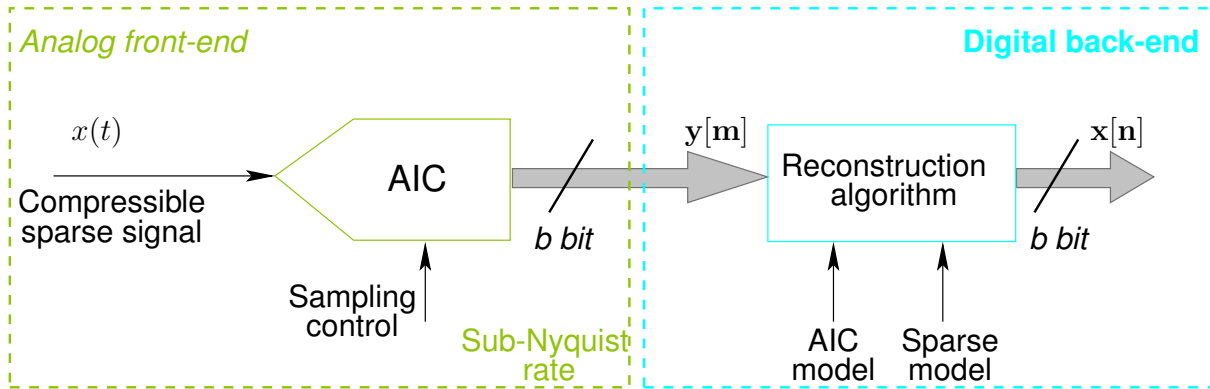 Analog front-end
Digital back-end
x(t)
Compressible
sparse signal
AIC
b bit
Sampling
control
Sub-Nyquist
rate
y[m]
Reconstruction
algorithm
x[n]
b bit
AIC
model
Sparse
model